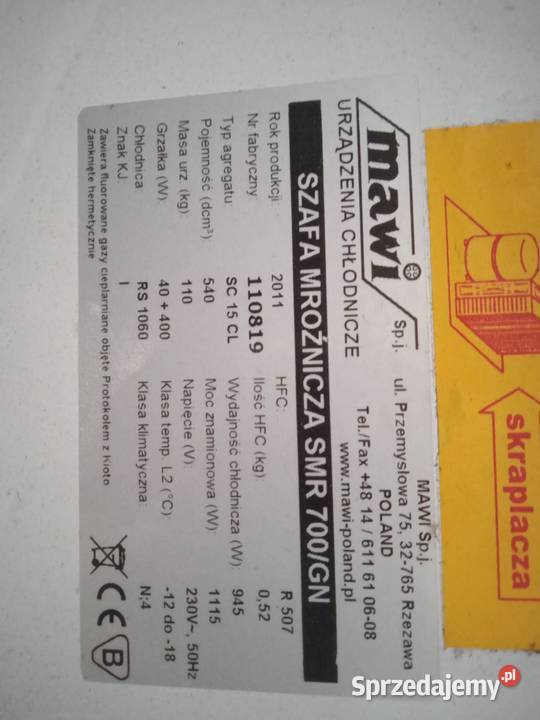 mawi
URZĄDZENIA CHŁODNICZE
Sp.j.
MAWI Sp.j.
ul. Przemysłowa 75, 32-765 Rzezawa
POLAND
Tel./Fax +48 14 / 611 61 06-08
www.mawi-poland.pl
SZAFA MROŹNICZA SMR 700/GN
Rok produkcji: 2011 HFC: R 507
Nr fabryczny 110819 Ilość HFC (kg): 0,52
Typ agregatu: SC 15 CL Wydajność chłodnicza (W): 945
Pojemność (dcm³) 540 Moc znamionowa (W): 1115
Masa urz. (kg) 110 Napięcie (V): 230V~, 50Hz
Grzałka (W): 40 + 400 Klasa temp. L2 (°C) -12 do -18
Chłodnica: RS 1060 Klasa klimatyczna: N;4
Znak KJ I
Zawiera fluorowane gazy cieplarniane objęte Protokołem z Kioto
Zamknięte hermetycznie
CE B
skraplacza
Sprzedajemy.pl